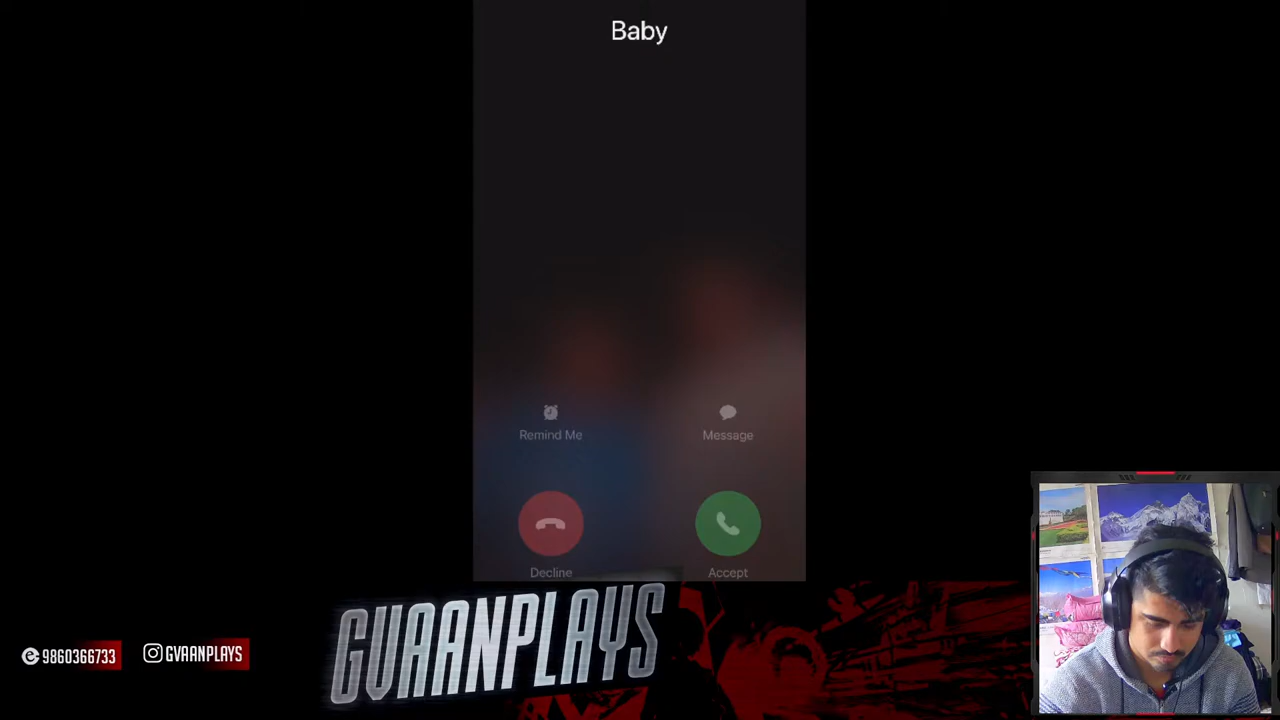 Baby
Remind Me
Message
Decline
Accept
GVAANPLAYS
9860366733
GVAANPLAYS